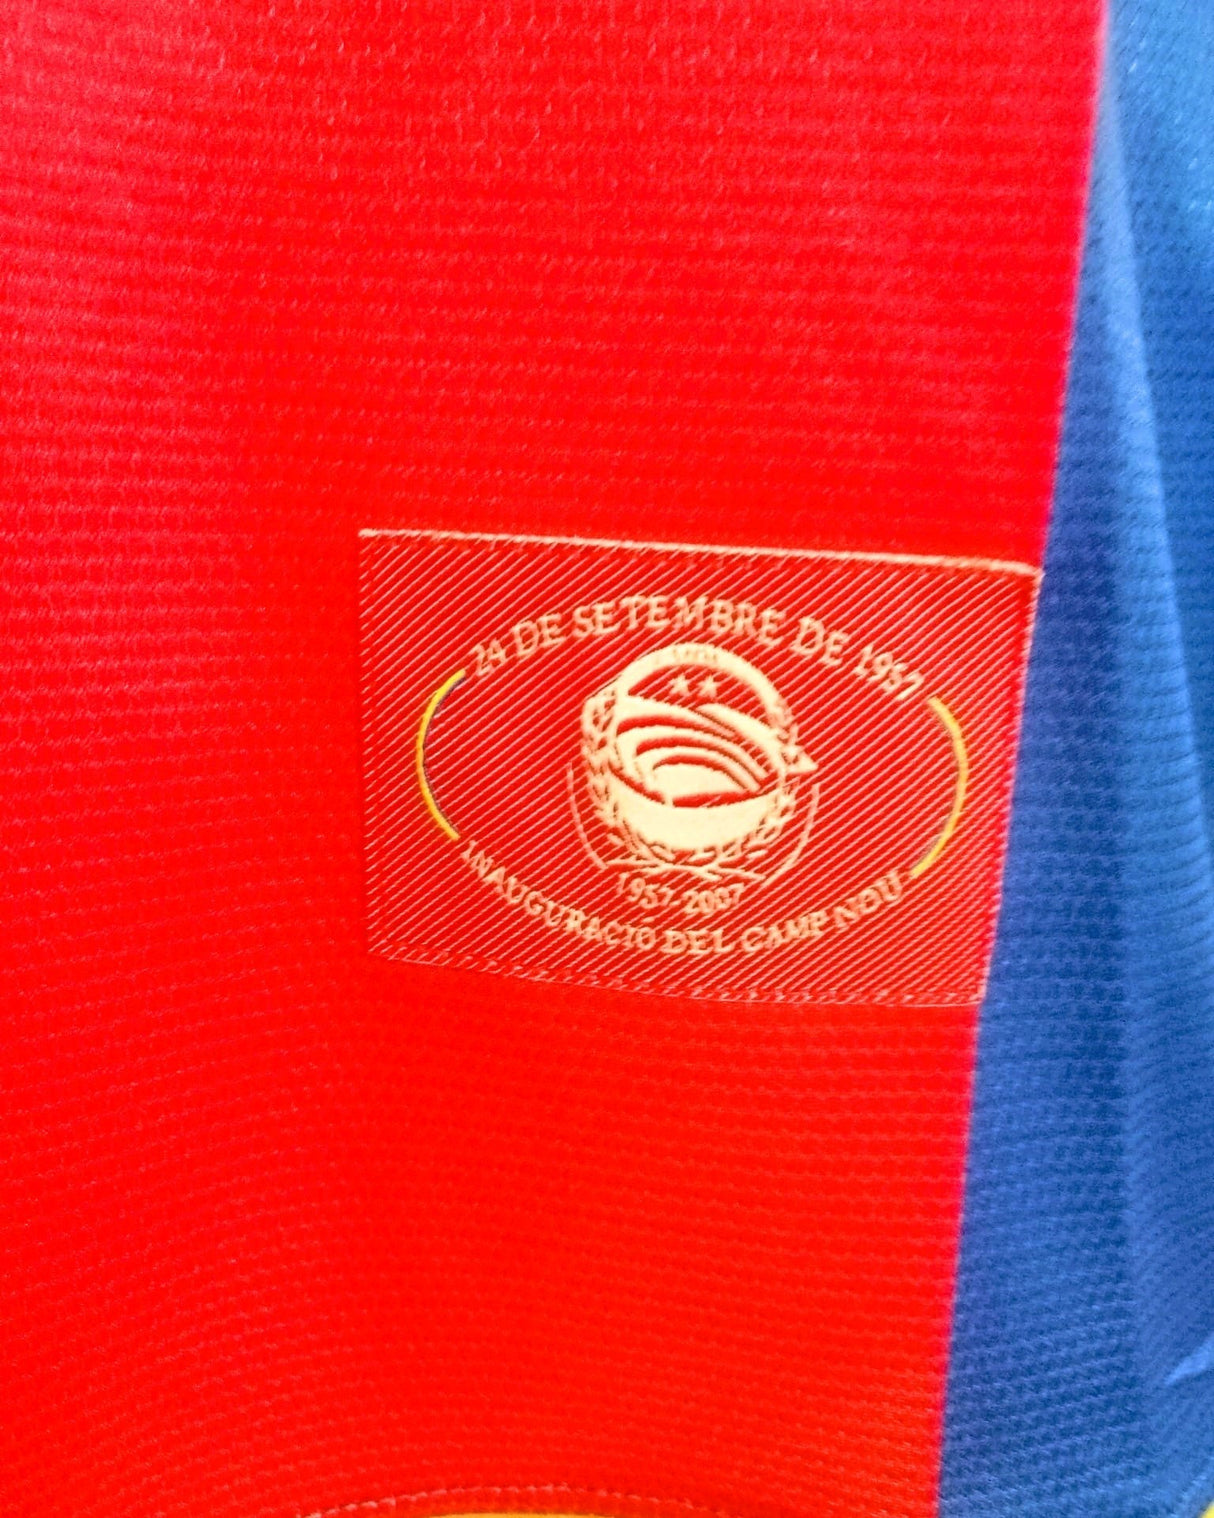 24 DE SETEMBRE DE 1957
1957-2007
INAUGURACIÓ DEL CAMP NOU